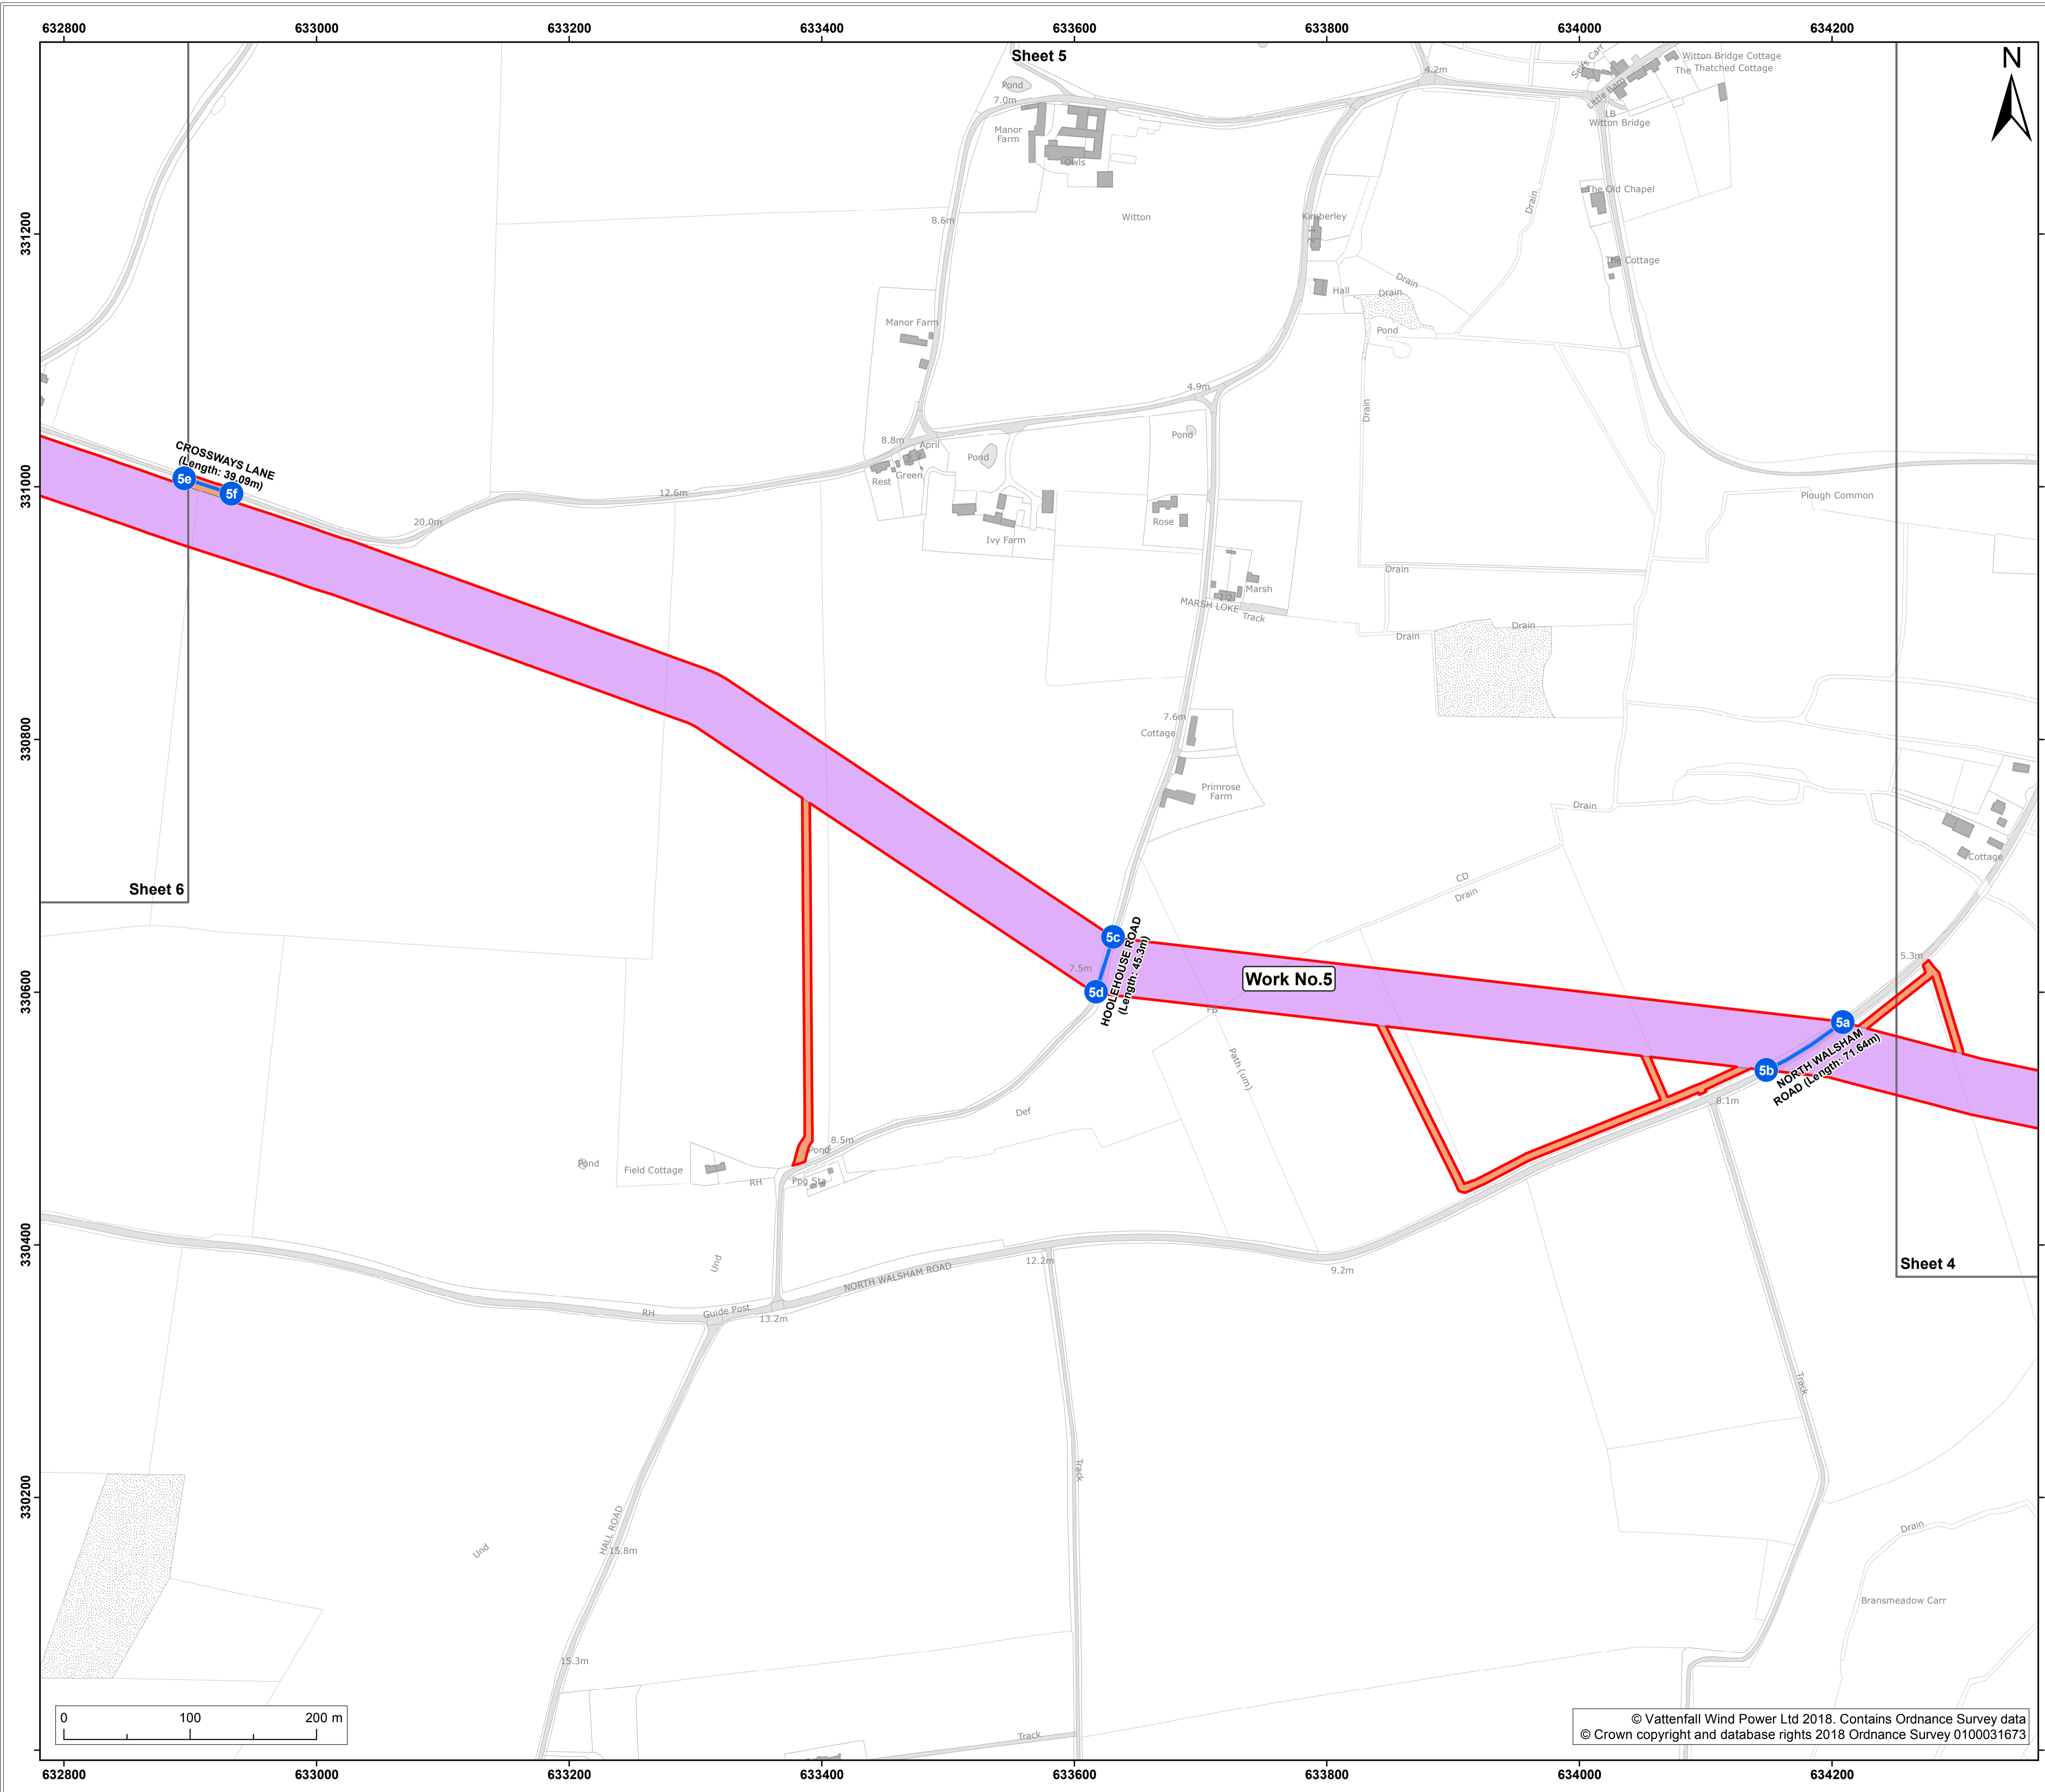 632800 633000 633200 633400 633600 633800 634000 634200
Sheet 5
N
4.2m
Selfs Carr
Witton Bridge Cottage
The Thatched Cottage
Little Barn
LB
Witton Bridge
Pond
7.0m
Manor
Farm
Owls
The Old Chapel
Drain
331200
8.6m
Witton
Kimberley
The Cottage
Drain
Hall
Drain
Pond
Manor Farm
4.9m
Drain
8.8m
April
Pond
Pond
CROSSWAYS LANE
(Length: 39.09m)
5e
5f
Rest
Green
331000
12.6m
20.0m
Plough Common
Rose
Ivy Farm
Drain
Marsh
1-2
MARSH LOKE
Track
Drain
Drain
7.6m
Cottage
330800
Primrose
Farm
Drain
Cottage
CD
Drain
Sheet 6
5c
HOOLEHOUSE ROAD
(Length: 45.3m)
7.5m
5d
Work No.5
5.3m
330600
FB
5a
NORTH WALSHAM
ROAD (Length: 71.64m)
5b
8.1m
Path (um)
Def
8.5m
Pond
Pond
Field Cottage
RH
Ppg Sta
330400
Und
NORTH WALSHAM ROAD
12.2m
9.2m
Sheet 4
RH
Guide Post
13.2m
Track
Track
330200
HALL ROAD
15.8m
Und
Drain
Bransmeadow Carr
15.3m
Track
0 100 200 m
© Vattenfall Wind Power Ltd 2018. Contains Ordnance Survey data
© Crown copyright and database rights 2018 Ordnance Survey 0100031673
632800 633000 633200 633400 633600 633800 634000 634200